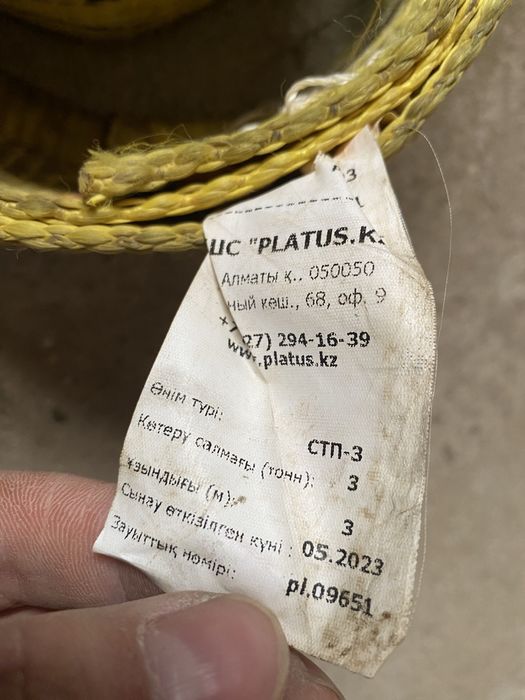 ШС "PLATUS.K
Алматы қ.. 050050
ный көш., 68, оф. 9
27) 294-16-39
www.platus.kz
Өнім түрі: СТП-3
Көтеру салмағы (тонн): 3
ұзындығы (м): 3
Сынау өткізілген күні : 05.2023
Зауыттық нөмірі: pl.09651